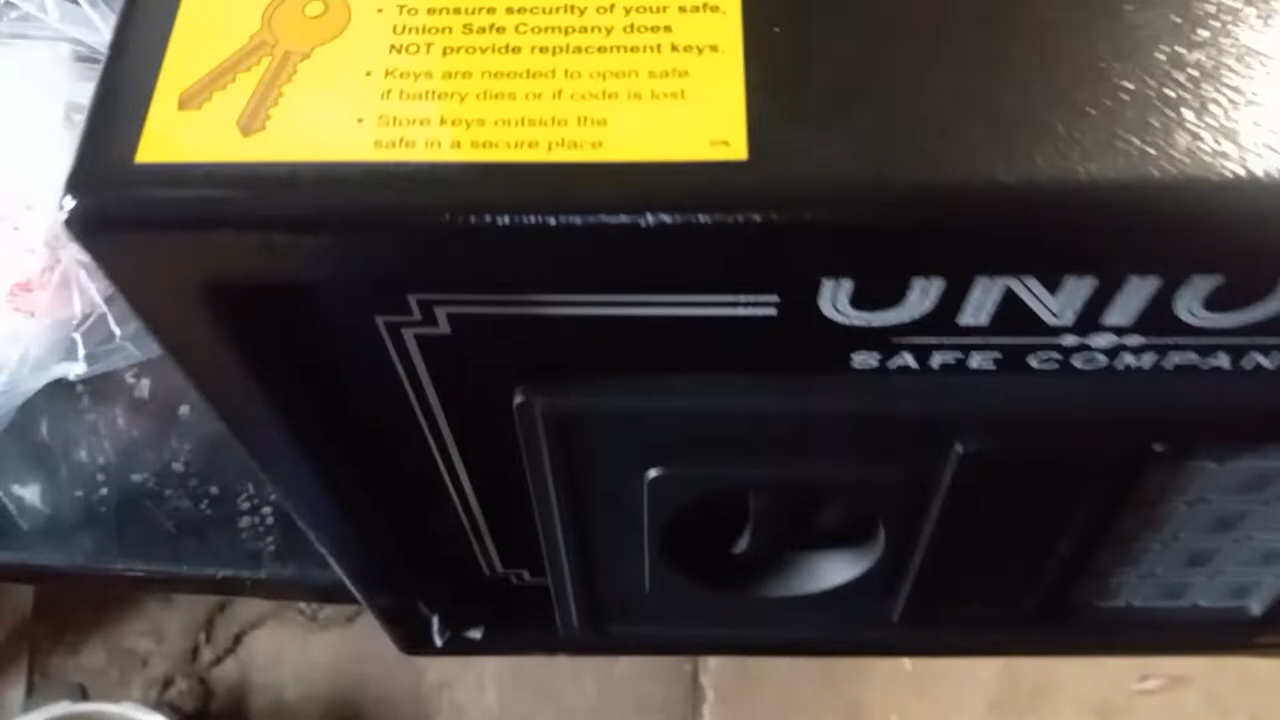 • To ensure security of your safe,
Union Safe Company does
NOT provide replacement keys.
• Keys are needed to open safe
if battery dies or if code is lost
• Store keys outside the
safe in a secure place
UNIO
SAFE COMPAN